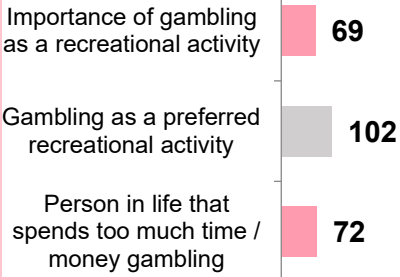 Importance of gambling
as a recreational activity
69
Gambling as a preferred
recreational activity
102
Person in life that
spends too much time /
money gambling
72